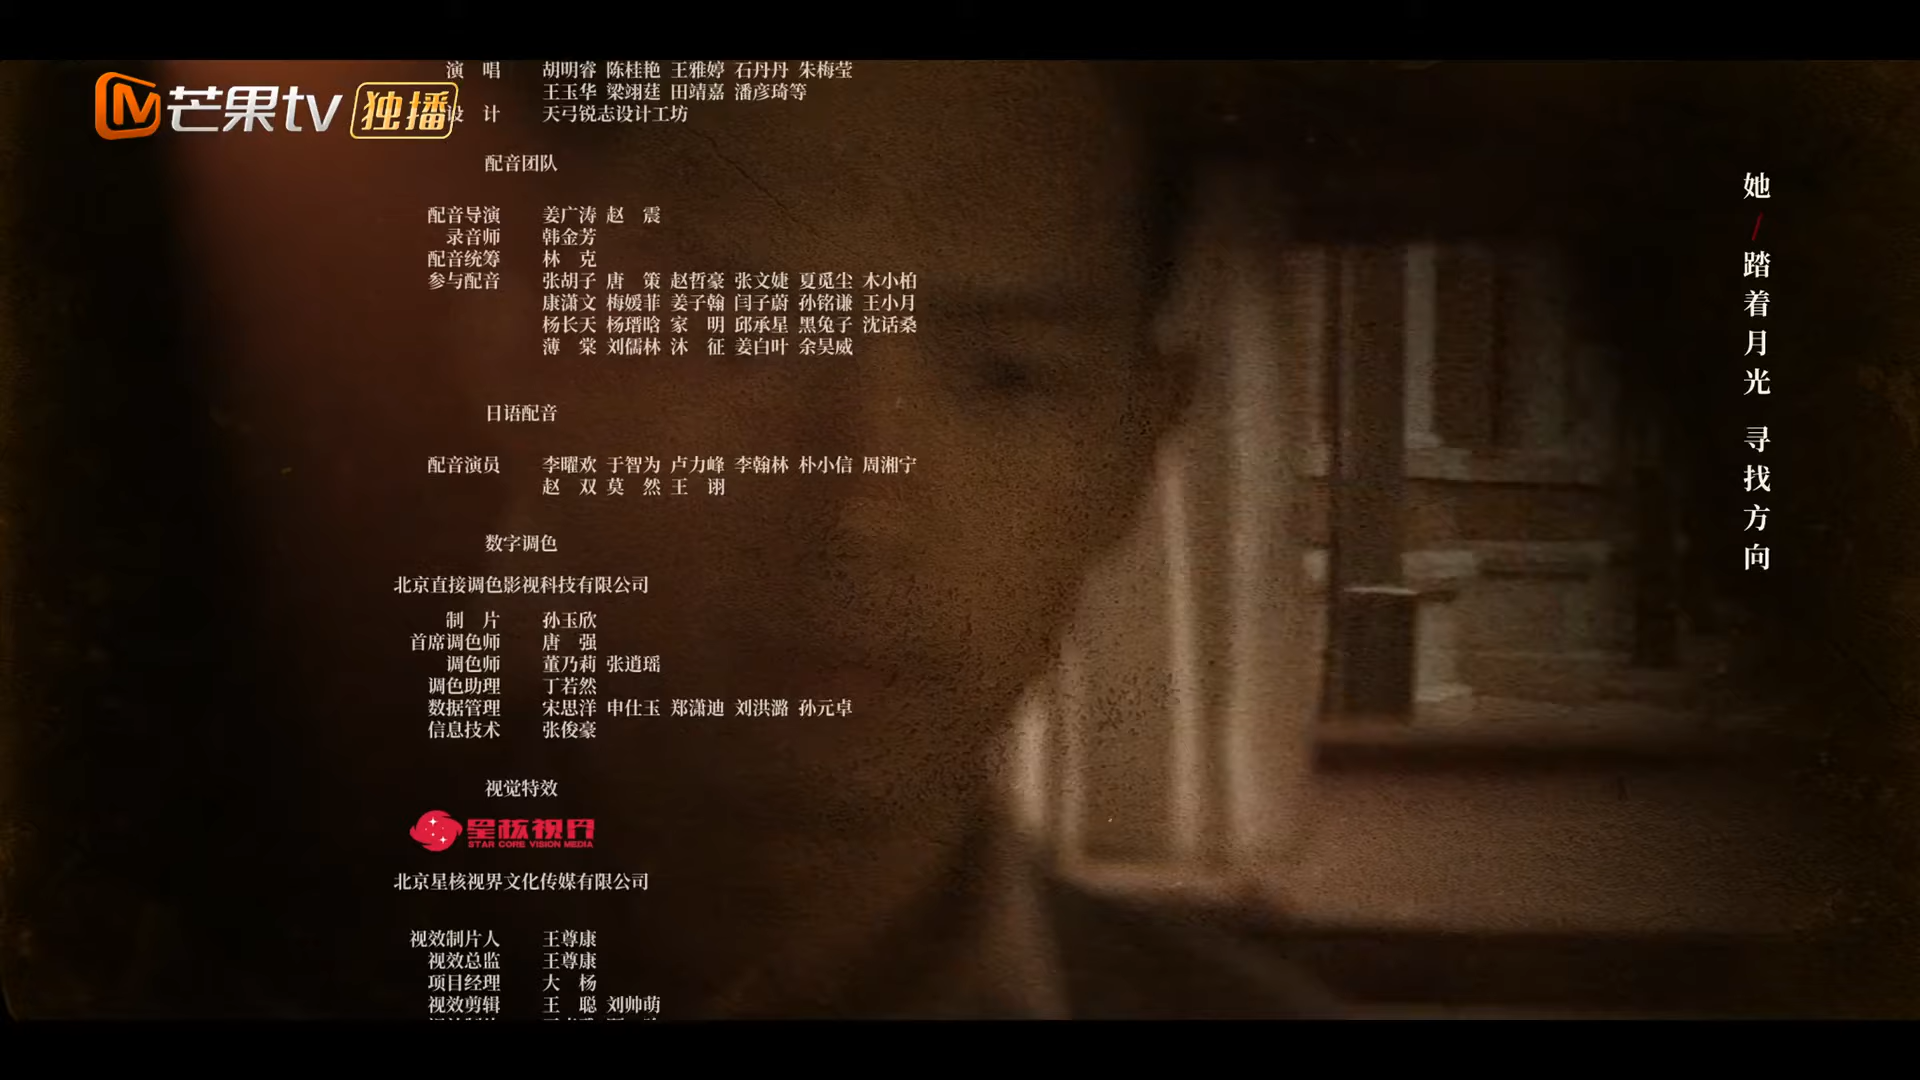 芒果tv 独播
演 唱 胡明睿 陈桂艳 王雅婷 石丹丹 朱梅莹
王玉华 梁翊莛 田靖嘉 潘彦琦等
设 计 天弓锐志设计工坊
配音团队
配音导演 姜广涛 赵 震
录音师 韩金芳
配音统筹 林 克
参与配音 张胡子 唐 策 赵哲豪 张文婕 夏觅尘 木小柏
康潇文 梅媛菲 姜子翰 闫子蔚 孙铭谦 王小月
杨长天 杨瑨晗 家 明 邱承星 黑兔子 沈话桑
薄 棠 刘儒林 沐 征 姜白叶 余昊威
日语配音
配音演员 李曜欢 于智为 卢力峰 李翰林 朴小信 周湘宁
赵 双 莫 然 王 诩
数字调色
北京直接调色影视科技有限公司
制 片 孙玉欣
首席调色师 唐 强
调色师 董乃莉 张逍瑶
调色助理 丁若然
数据管理 宋思洋 申仕玉 郑潇迪 刘洪潞 孙元卓
信息技术 张俊豪
视觉特效
星核视界
STAR CORE VISION MEDIA
北京星核视界文化传媒有限公司
视效制片人 王尊康
视效总监 王尊康
项目经理 大 杨
视效剪辑 王 聪 刘帅萌
她/踏着月光 寻找方向